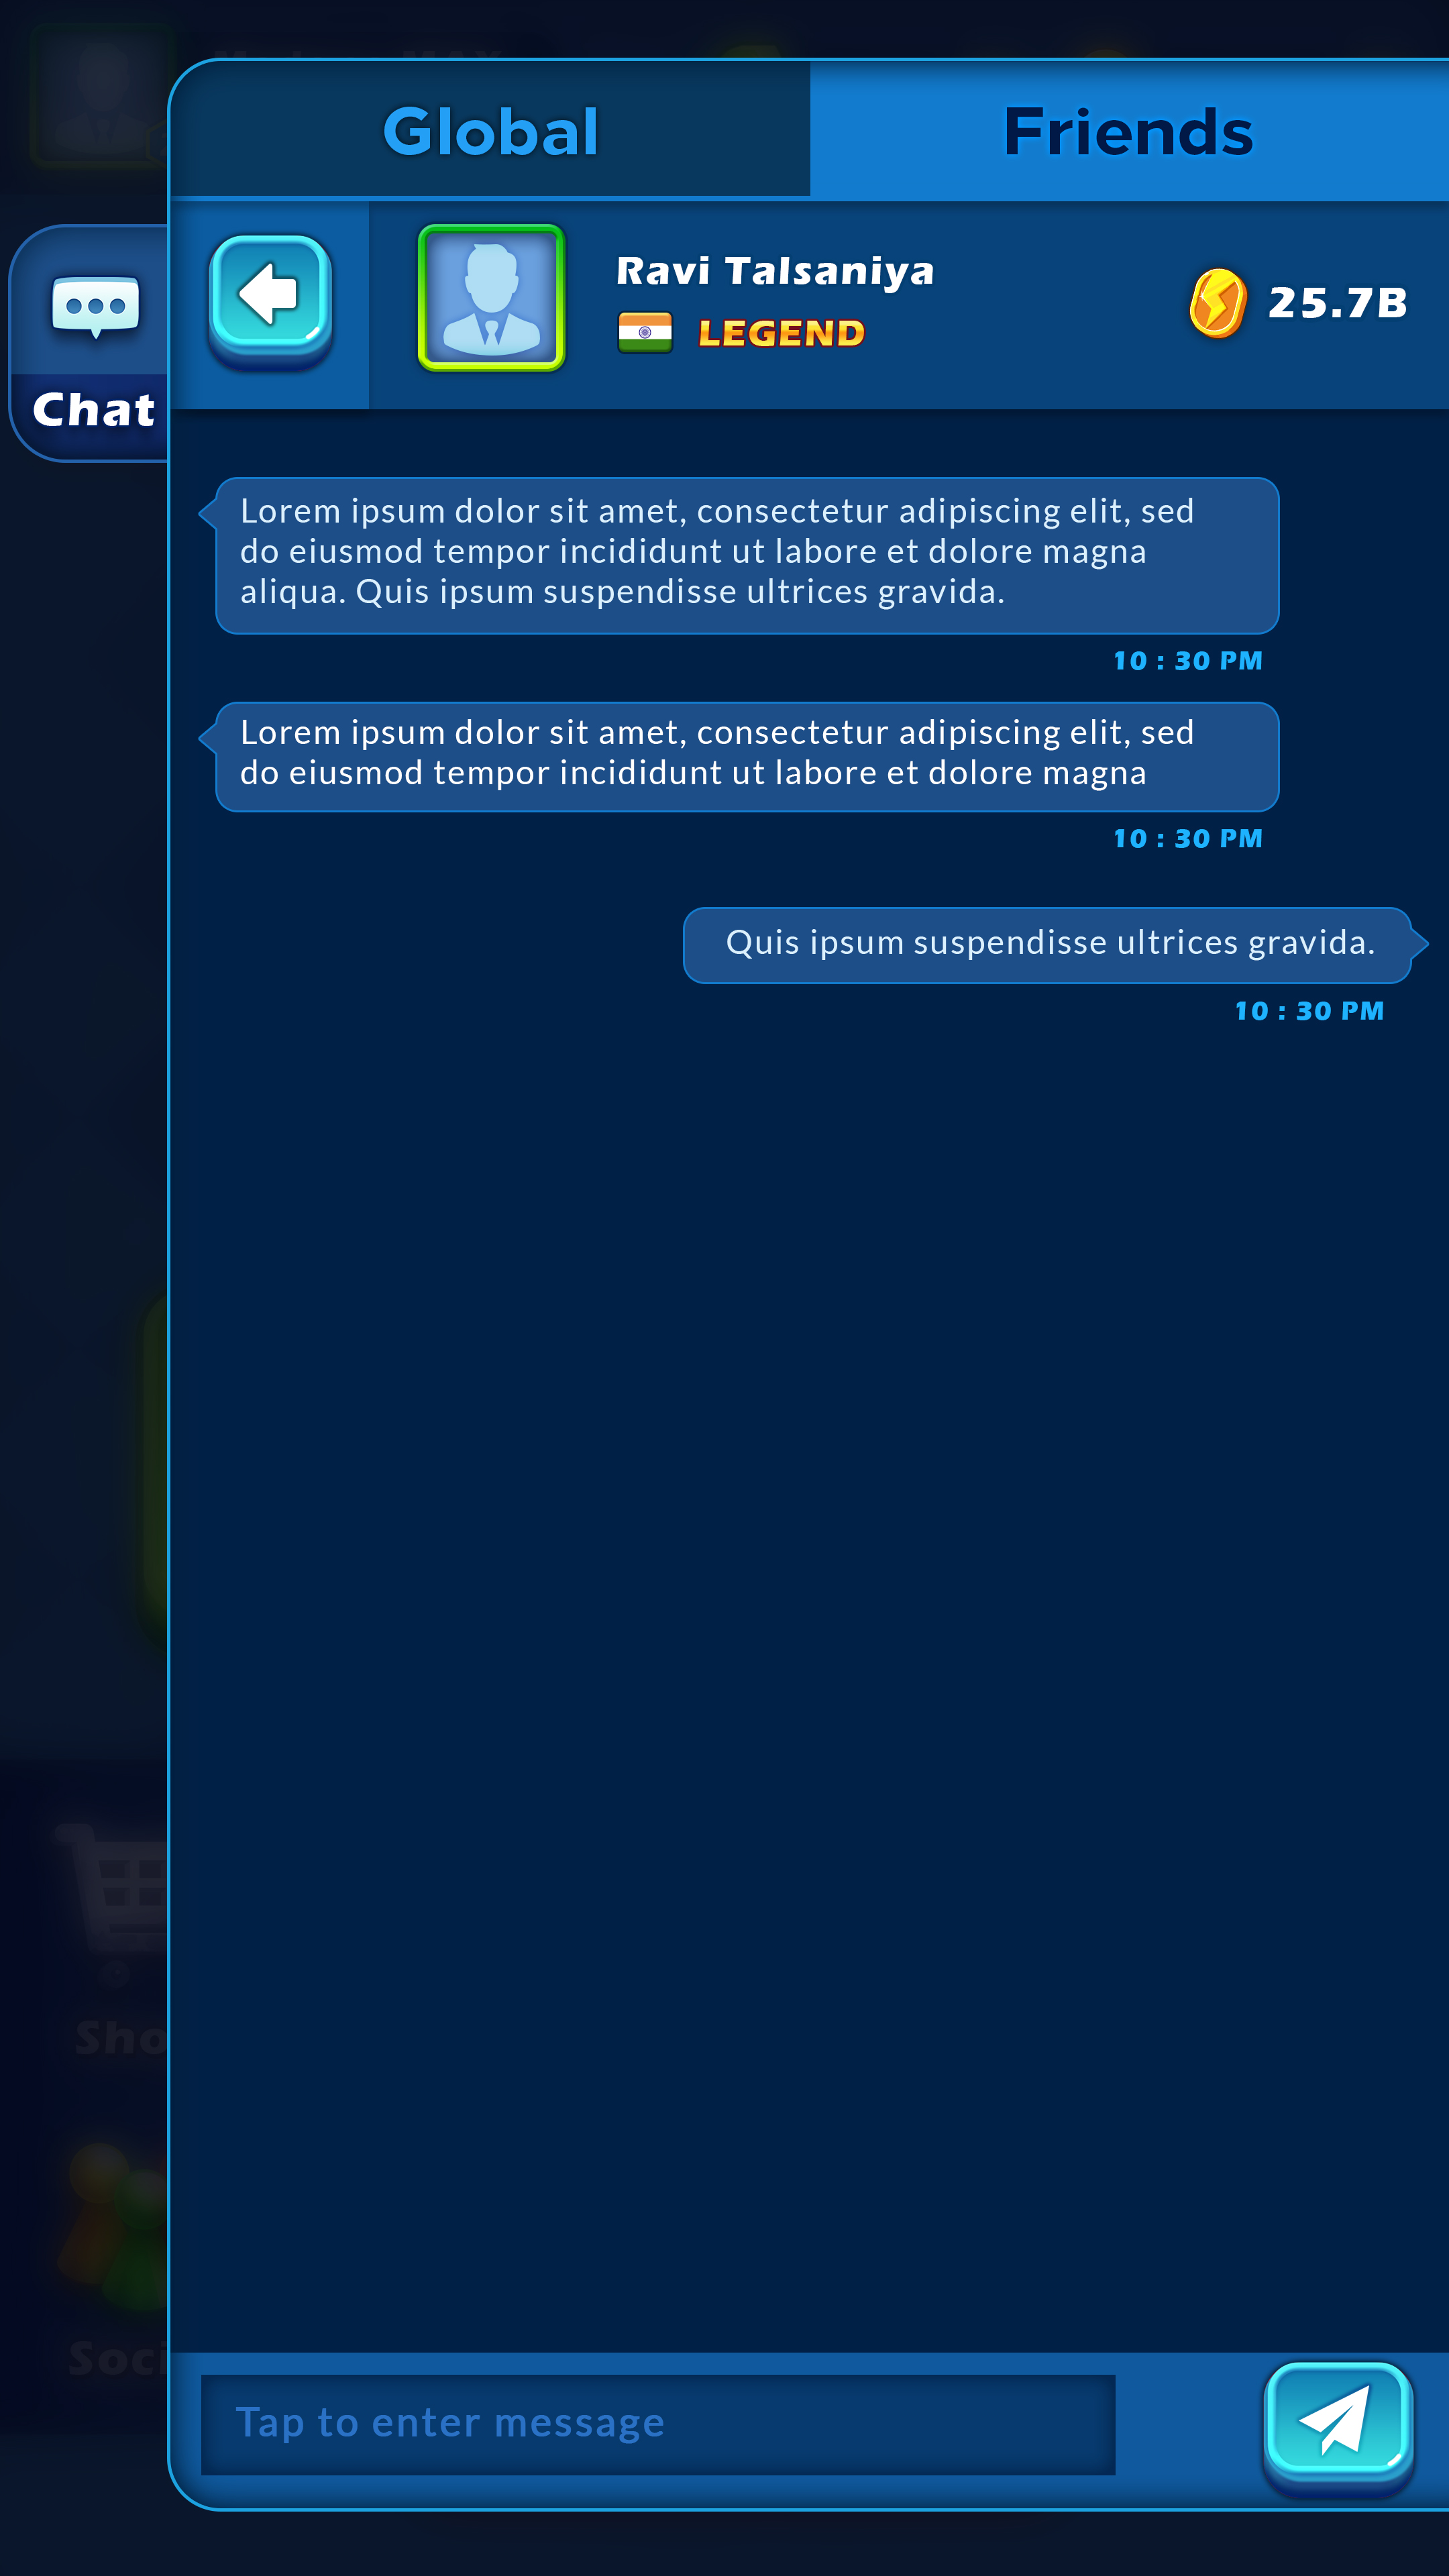 Global
Friends
Ravi Talsaniya
LEGEND
25.7B
Chat
Lorem ipsum dolor sit amet, consectetur adipiscing elit, sed
do eiusmod tempor incididunt ut labore et dolore magna
aliqua. Quis ipsum suspendisse ultrices gravida.
10 : 30 PM
Lorem ipsum dolor sit amet, consectetur adipiscing elit, sed
do eiusmod tempor incididunt ut labore et dolore magna
10 : 30 PM
Quis ipsum suspendisse ultrices gravida.
10 : 30 PM
Sho
Soci
Tap to enter message